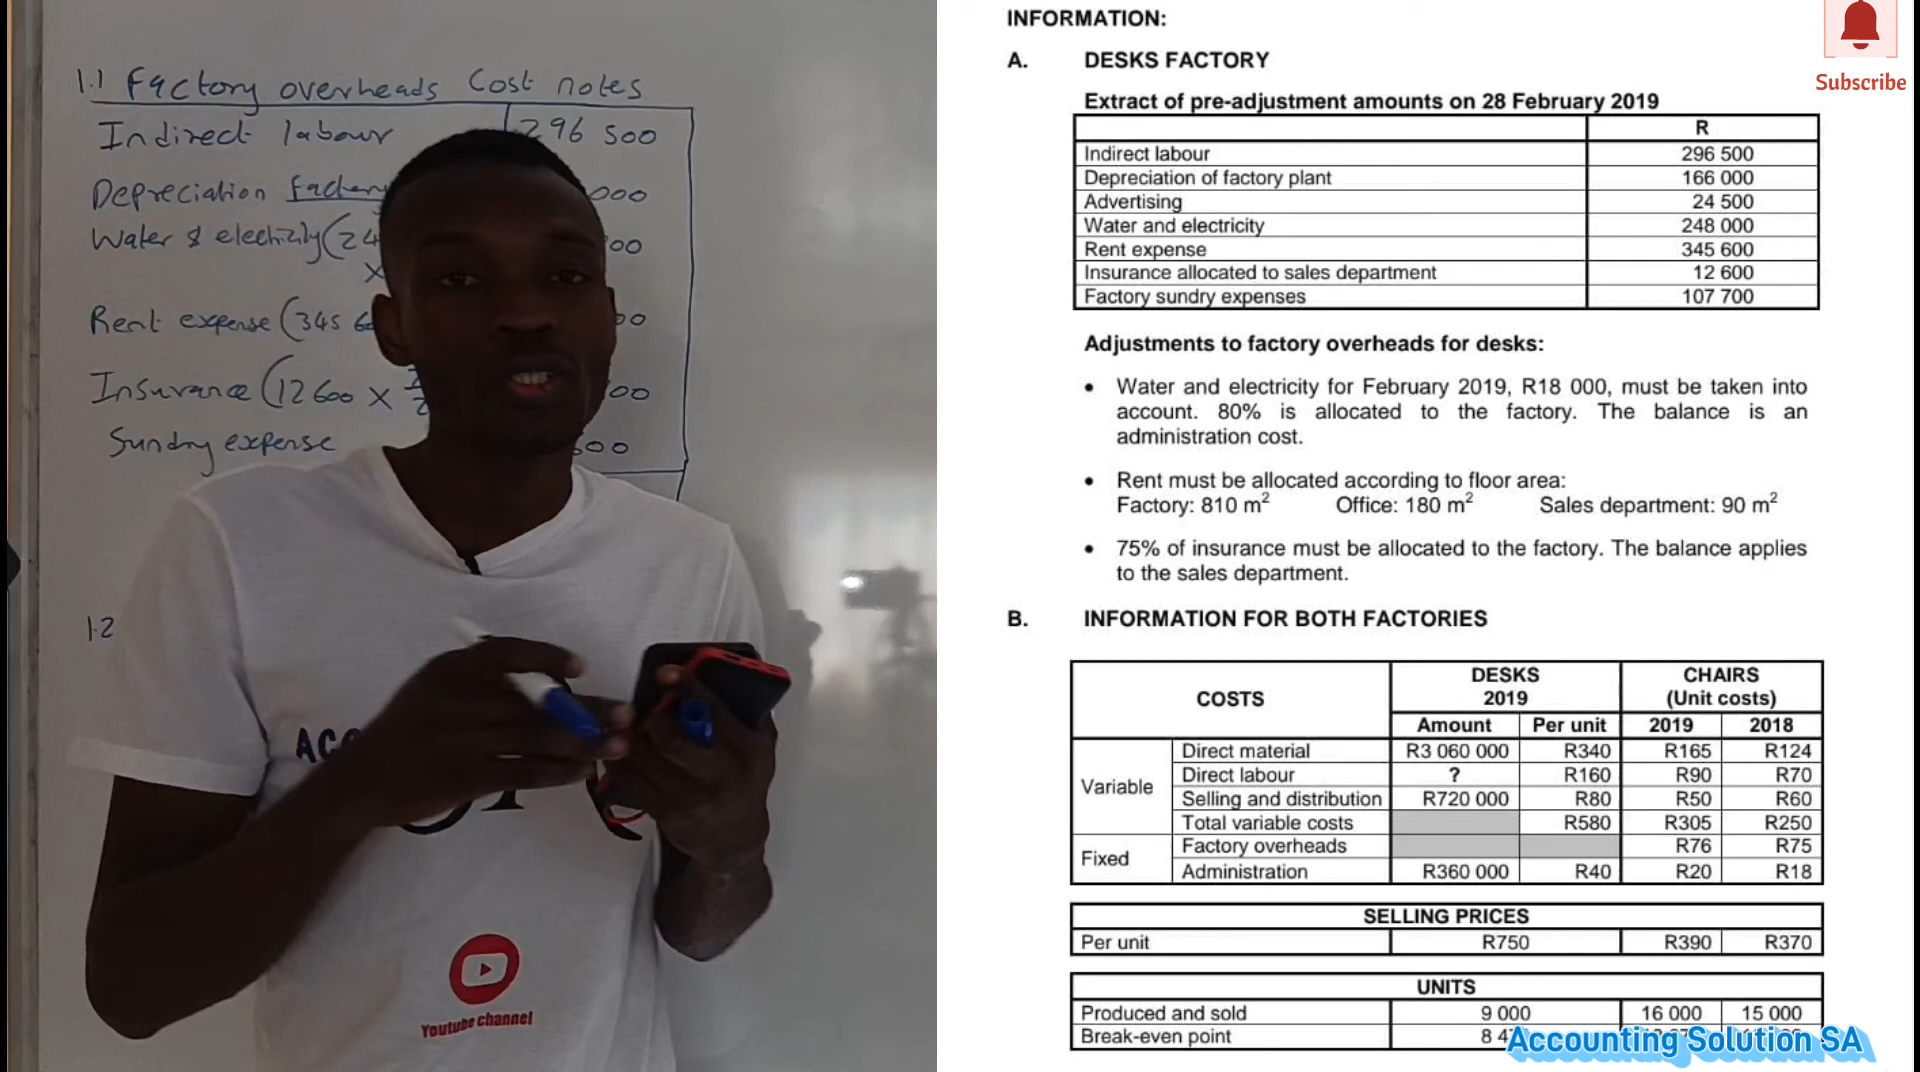 1.1 Factory overheads Cost notes
Indirect labour 296 500
Depreciation factory 000
Water & electricity (24 00
×
Rent expense (345 6
Insurance (12 600 × 00
Sundry expense 00
1.2
Youtube channel
INFORMATION:
Subscribe
A. DESKS FACTORY
Extract of pre-adjustment amounts on 28 February 2019
R
Indirect labour 296 500
Depreciation of factory plant 166 000
Advertising 24 500
Water and electricity 248 000
Rent expense 345 600
Insurance allocated to sales department 12 600
Factory sundry expenses 107 700
Adjustments to factory overheads for desks:
• Water and electricity for February 2019, R18 000, must be taken into
account. 80% is allocated to the factory. The balance is an
administration cost.
• Rent must be allocated according to floor area:
Factory: 810 m² Office: 180 m² Sales department: 90 m²
• 75% of insurance must be allocated to the factory. The balance applies
to the sales department.
B. INFORMATION FOR BOTH FACTORIES
COSTS DESKS 2019 CHAIRS (Unit costs)
Amount Per unit 2019 2018
Variable Direct material R3 060 000 R340 R165 R124
Direct labour ? R160 R90 R70
Selling and distribution R720 000 R80 R50 R60
Total variable costs R580 R305 R250
Fixed Factory overheads R76 R75
Administration R360 000 R40 R20 R18
SELLING PRICES
Per unit R750 R390 R370
UNITS
Produced and sold 9 000 16 000 15 000
Break-even point 8 4
Accounting Solution SA